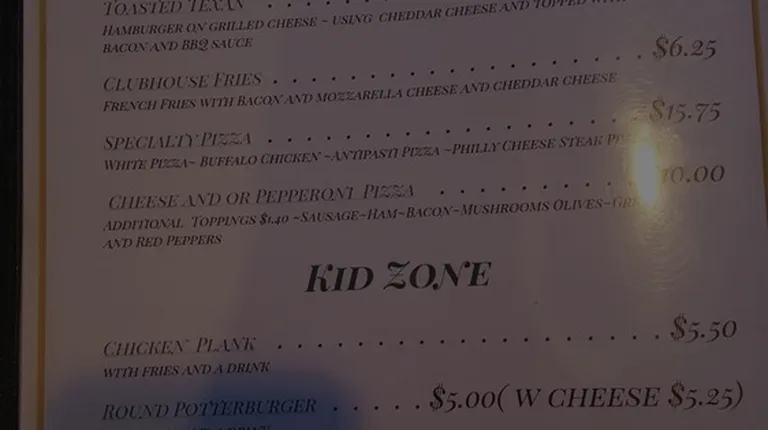 TOASTED TEXAN . . . . . . . . . . . . . . . .
HAMBURGER ON GRILLED CHEESE ~ USING CHEDDAR CHEESE AND TOPPED WITH
BACON AND BBQ SAUCE
CLUBHOUSE FRIES . . . . . . . . . . . . . . . . . $6.25
FRENCH FRIES WITH BACON AND MOZZARELLA CHEESE AND CHEDDAR CHEESE
SPECIALTY PIZZA . . . . . . . . . . . . . . . . . $15.75
WHITE PIZZA~ BUFFALO CHICKEN ~ANTIPASTI PIZZA ~PHILLY CHEESE STEAK
CHEESE AND OR PEPPERONI PIZZA . . . . . . . . . 10.00
ADDITIONAL TOPPINGS $1.40 ~SAUSAGE~HAM~BACON~MUSHROOMS OLIVES~
AND RED PEPPERS
KID ZONE
CHICKEN PLANK . . . . . . . . . . . . . . . . . . $5.50
WITH FRIES AND A DRINK
ROUND POTTERBURGER . . . . . $5.00( W CHEESE $5.25)